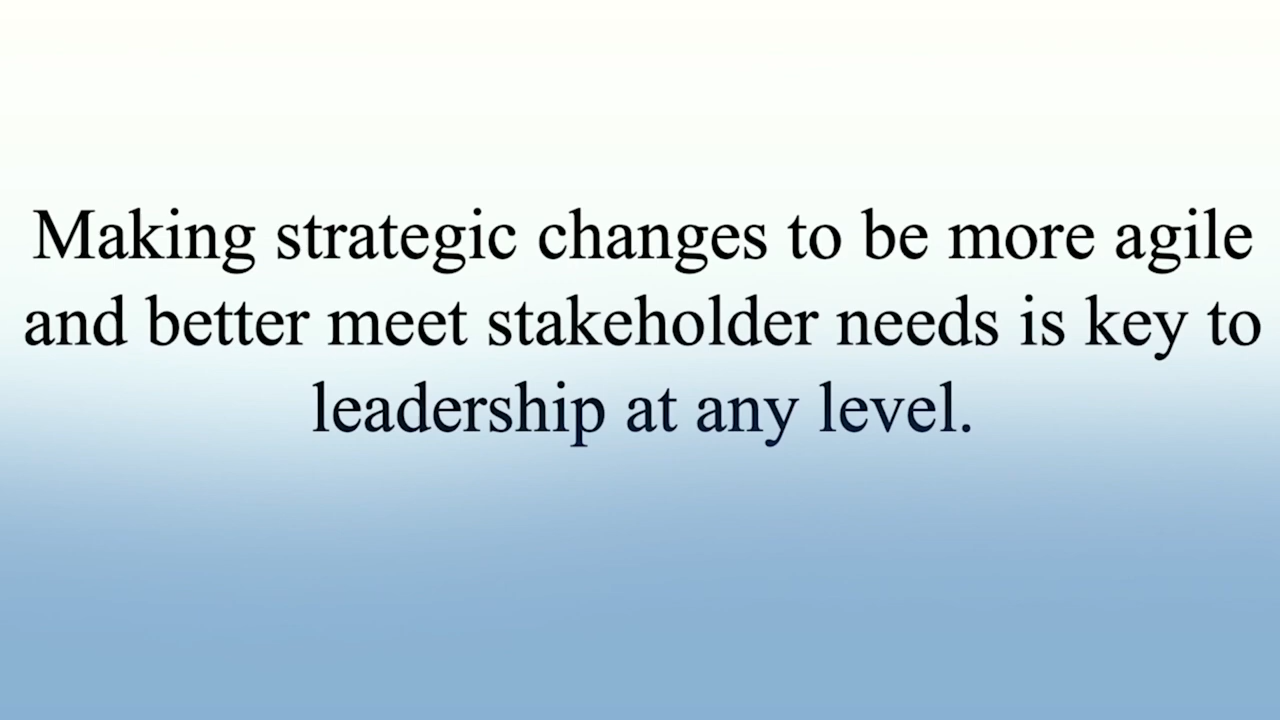 Making strategic changes to be more agile
and better meet stakeholder needs is key to
leadership at any level.